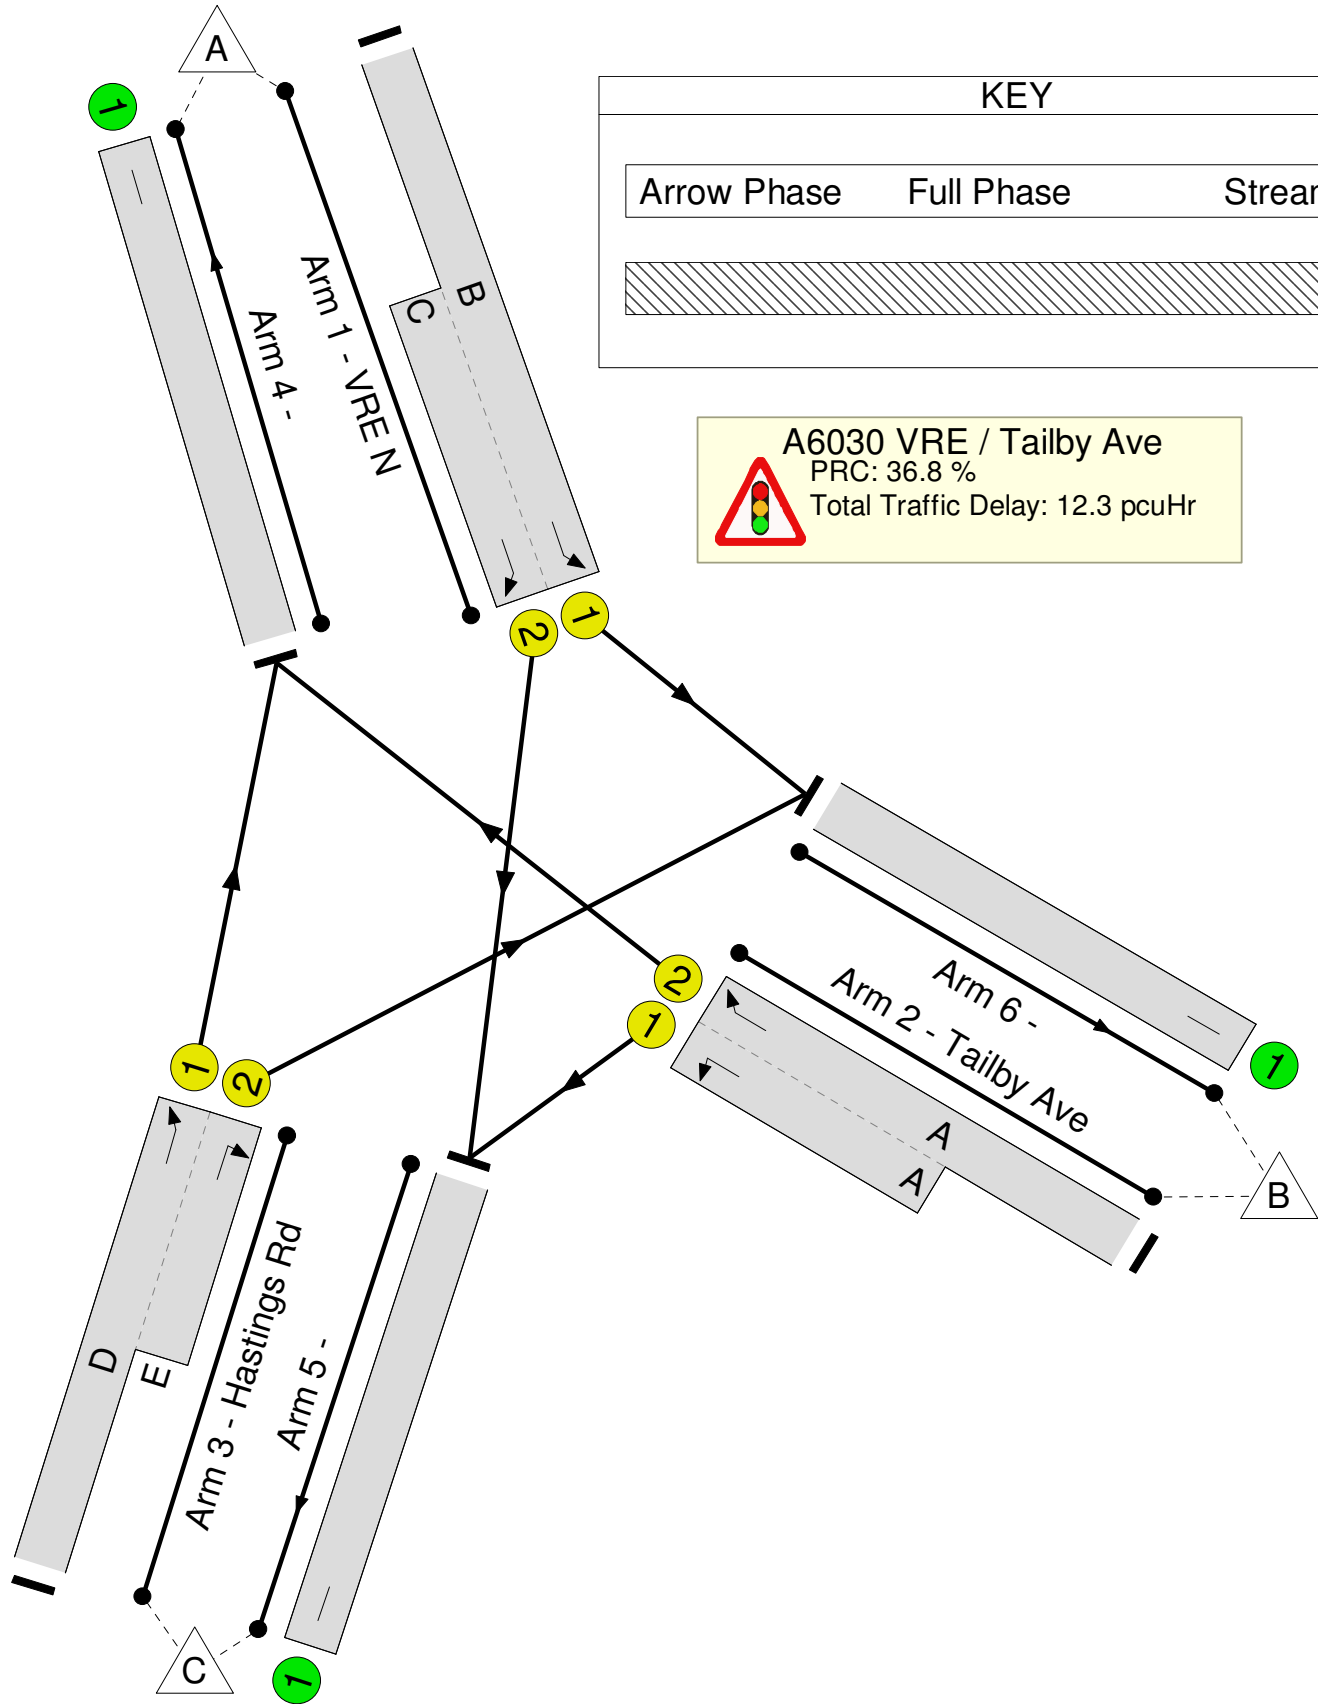 A
1
KEY
Arrow Phase Full Phase Strear
B
C
Arm 1 - VRE N
Arm 4 -
A6030 VRE / Tailby Ave
PRC: 36.8 %
Total Traffic Delay: 12.3 pcuHr
2
1
2
1
Arm 6 -
Arm 2 - Tailby Ave
1
A
A
B
1
2
Arm 3 - Hastings Rd
Arm 5 -
D
E
C
1